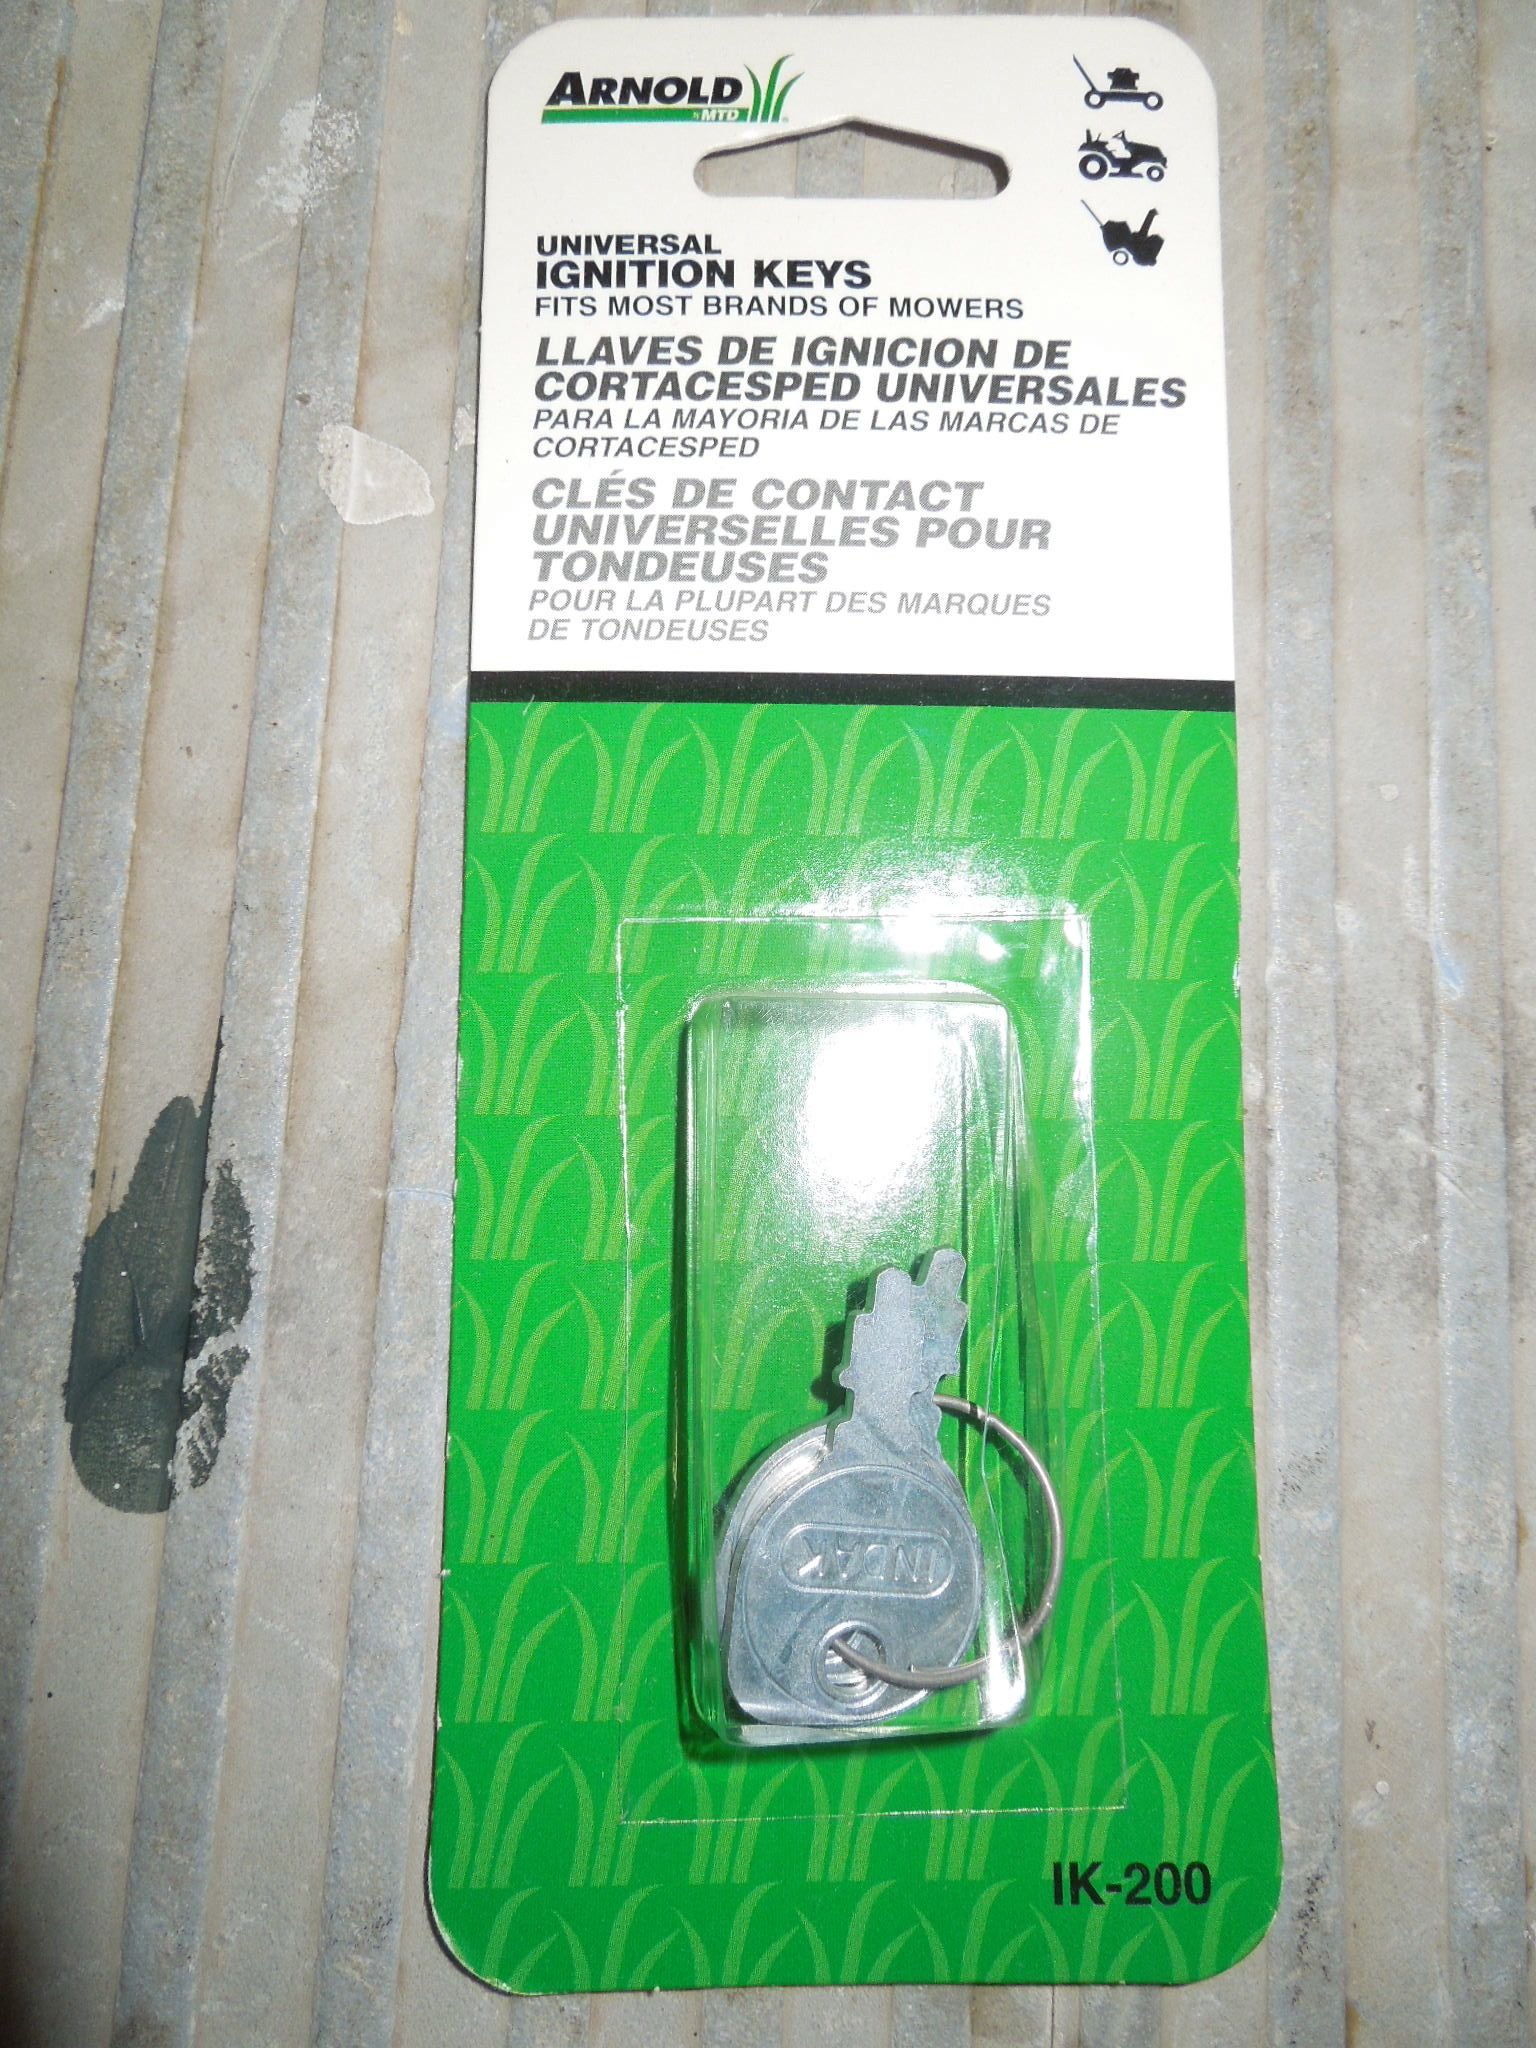 ARNOLD
by MTD
UNIVERSAL
IGNITION KEYS
FITS MOST BRANDS OF MOWERS
LLAVES DE IGNICION DE
CORTACESPED UNIVERSALES
PARA LA MAYORIA DE LAS MARCAS DE
CORTACESPED
CLÉS DE CONTACT
UNIVERSELLES POUR
TONDEUSES
POUR LA PLUPART DES MARQUES
DE TONDEUSES
INDAK
IK-200